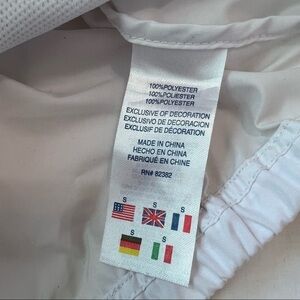 100%POLYESTER
100%POLIESTER
100%POLYESTER
EXCLUSIVE OF DECORATION
EXCLUSIVO DE DECORACION
EXCLUSIF DE DÉCORATION
MADE IN CHINA
HECHO EN CHINA
FABRIQUÉ EN CHINE
RN# 82382
S S S
S S